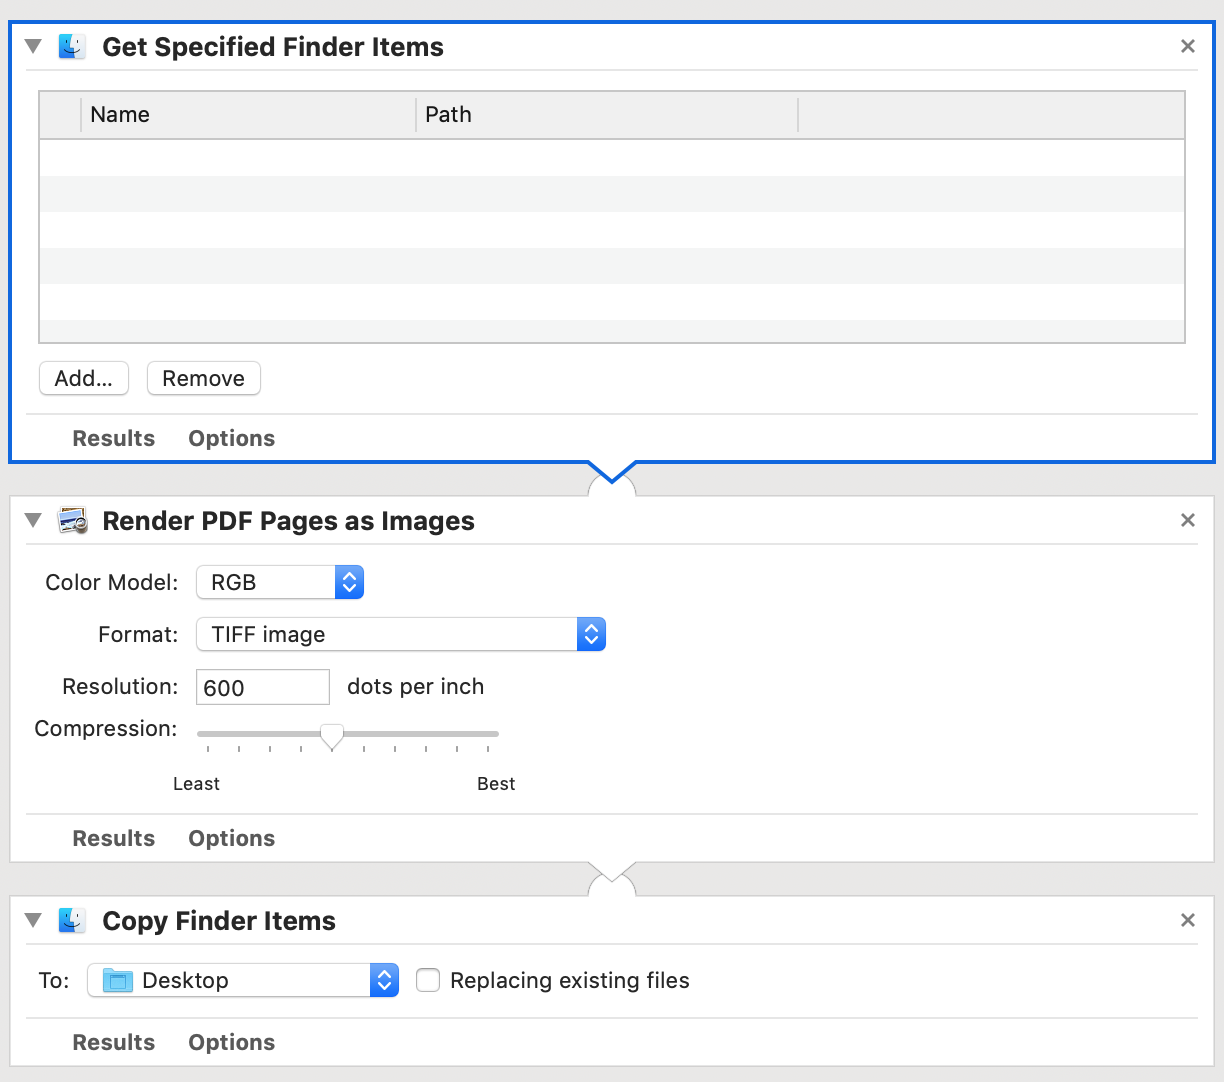 Get Specified Finder Items
Name Path
Add... Remove
Results Options
Render PDF Pages as Images
Color Model: RGB
Format: TIFF image
Resolution: 600 dots per inch
Compression:
Least Best
Results Options
Copy Finder Items
To: Desktop Replacing existing files
Results Options